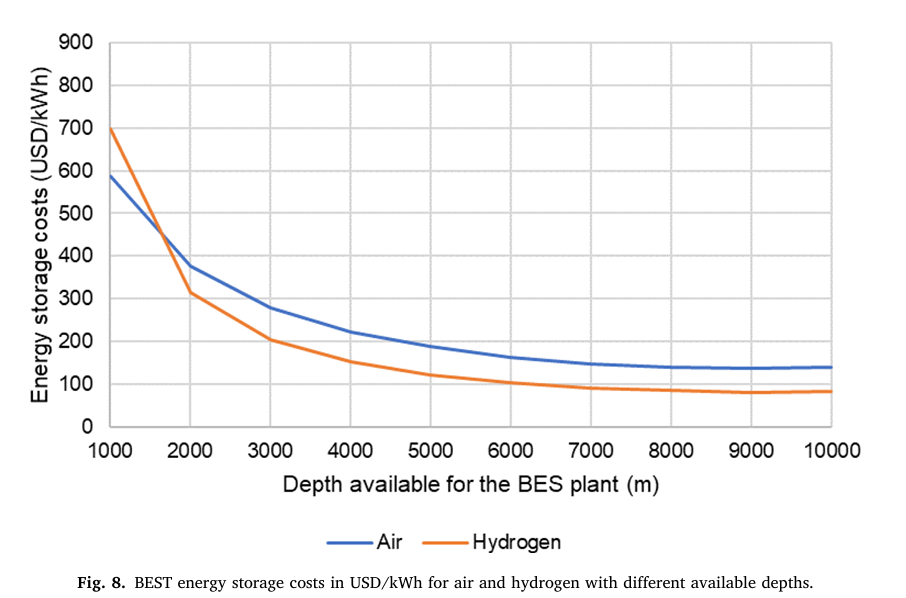 900
800
700
600
500
400
300
200
100
0
Energy storage costs (USD/kWh)
1000 2000 3000 4000 5000 6000 7000 8000 9000 10000
Depth available for the BES plant (m)
Air Hydrogen
Fig. 8. BEST energy storage costs in USD/kWh for air and hydrogen with different available depths.